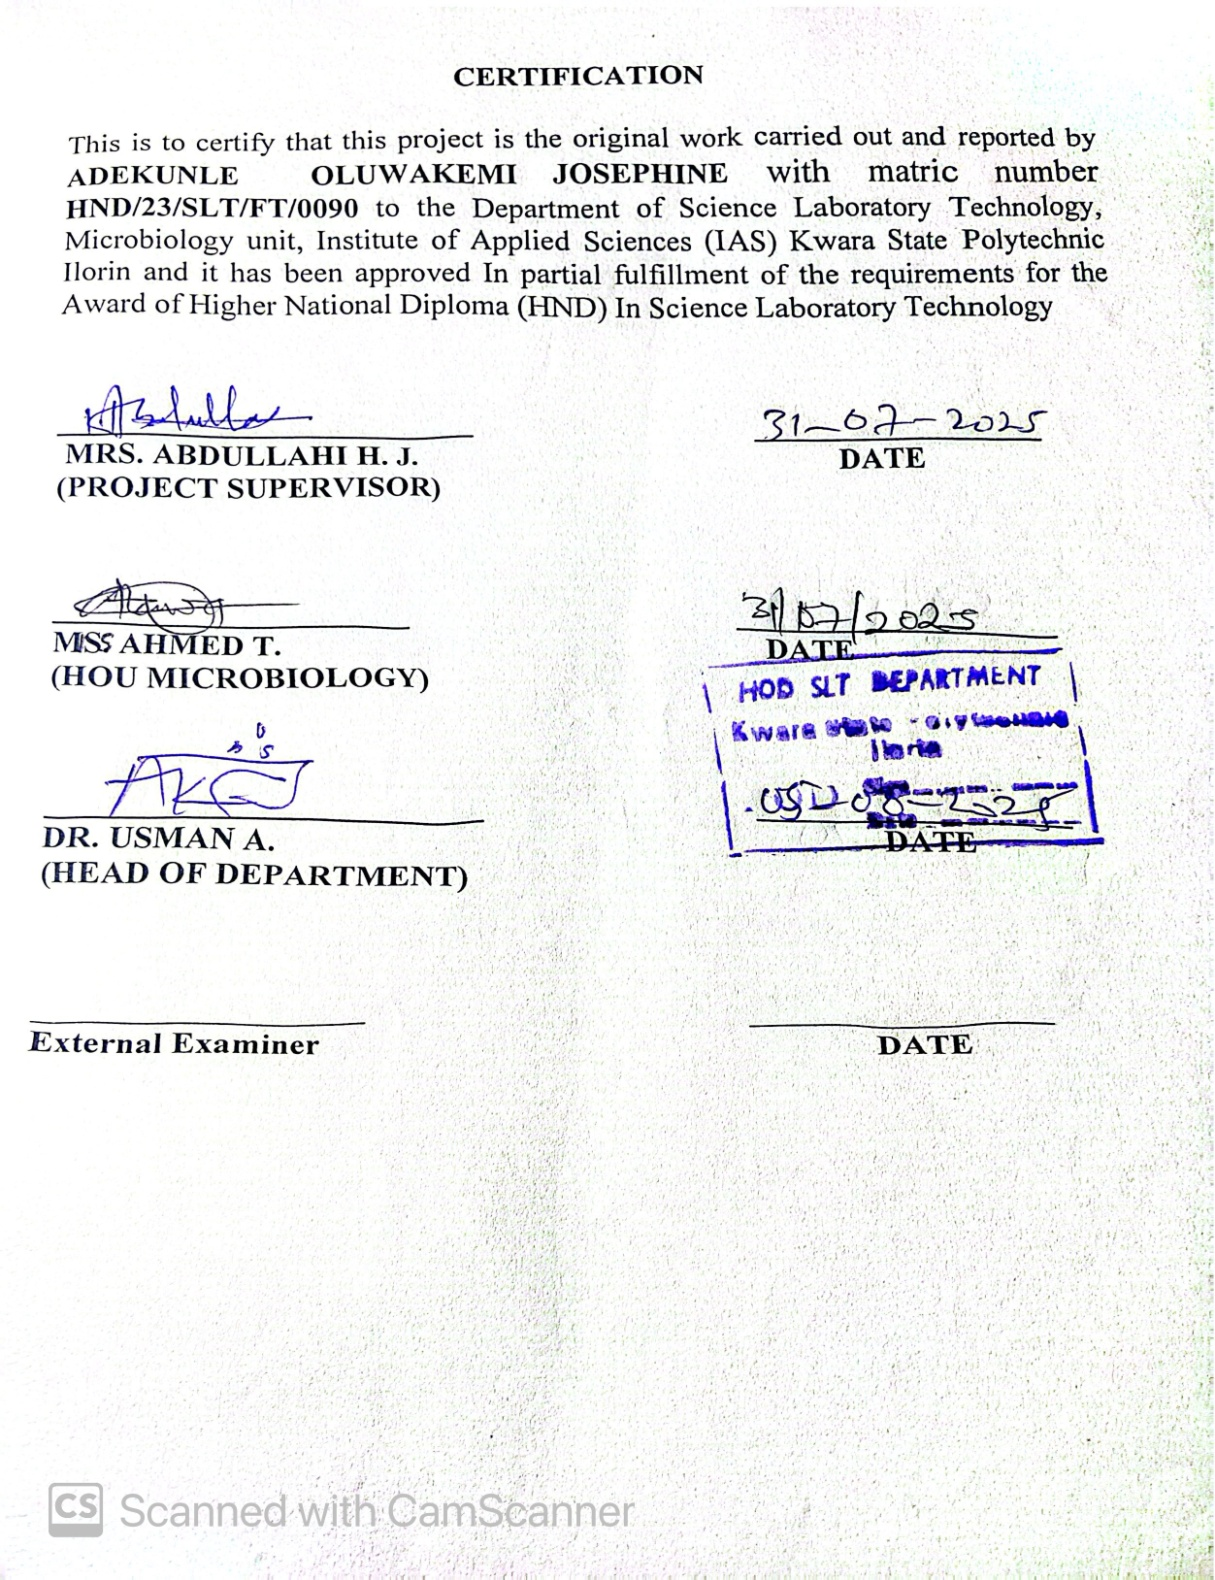 CERTIFICATION
This is to certify that this project is the original work carried out and reported by
ADEKUNLE OLUWAKEMI JOSEPHINE with matric number
HND/23/SLT/FT/0090 to the Department of Science Laboratory Technology,
Microbiology unit, Institute of Applied Sciences (IAS) Kwara State Polytechnic
Ilorin and it has been approved In partial fulfillment of the requirements for the
Award of Higher National Diploma (HND) In Science Laboratory Technology
31-07-2025
MRS. ABDULLAHI H. J.
DATE
(PROJECT SUPERVISOR)
31/07/2025
MISS AHMED T.
DATE
(HOU MICROBIOLOGY)
HOD SLT DEPARTMENT
Kwara State
Ilorin
DR. USMAN A.
DATE
(HEAD OF DEPARTMENT)
External Examiner
DATE
CS Scanned with CamScanner